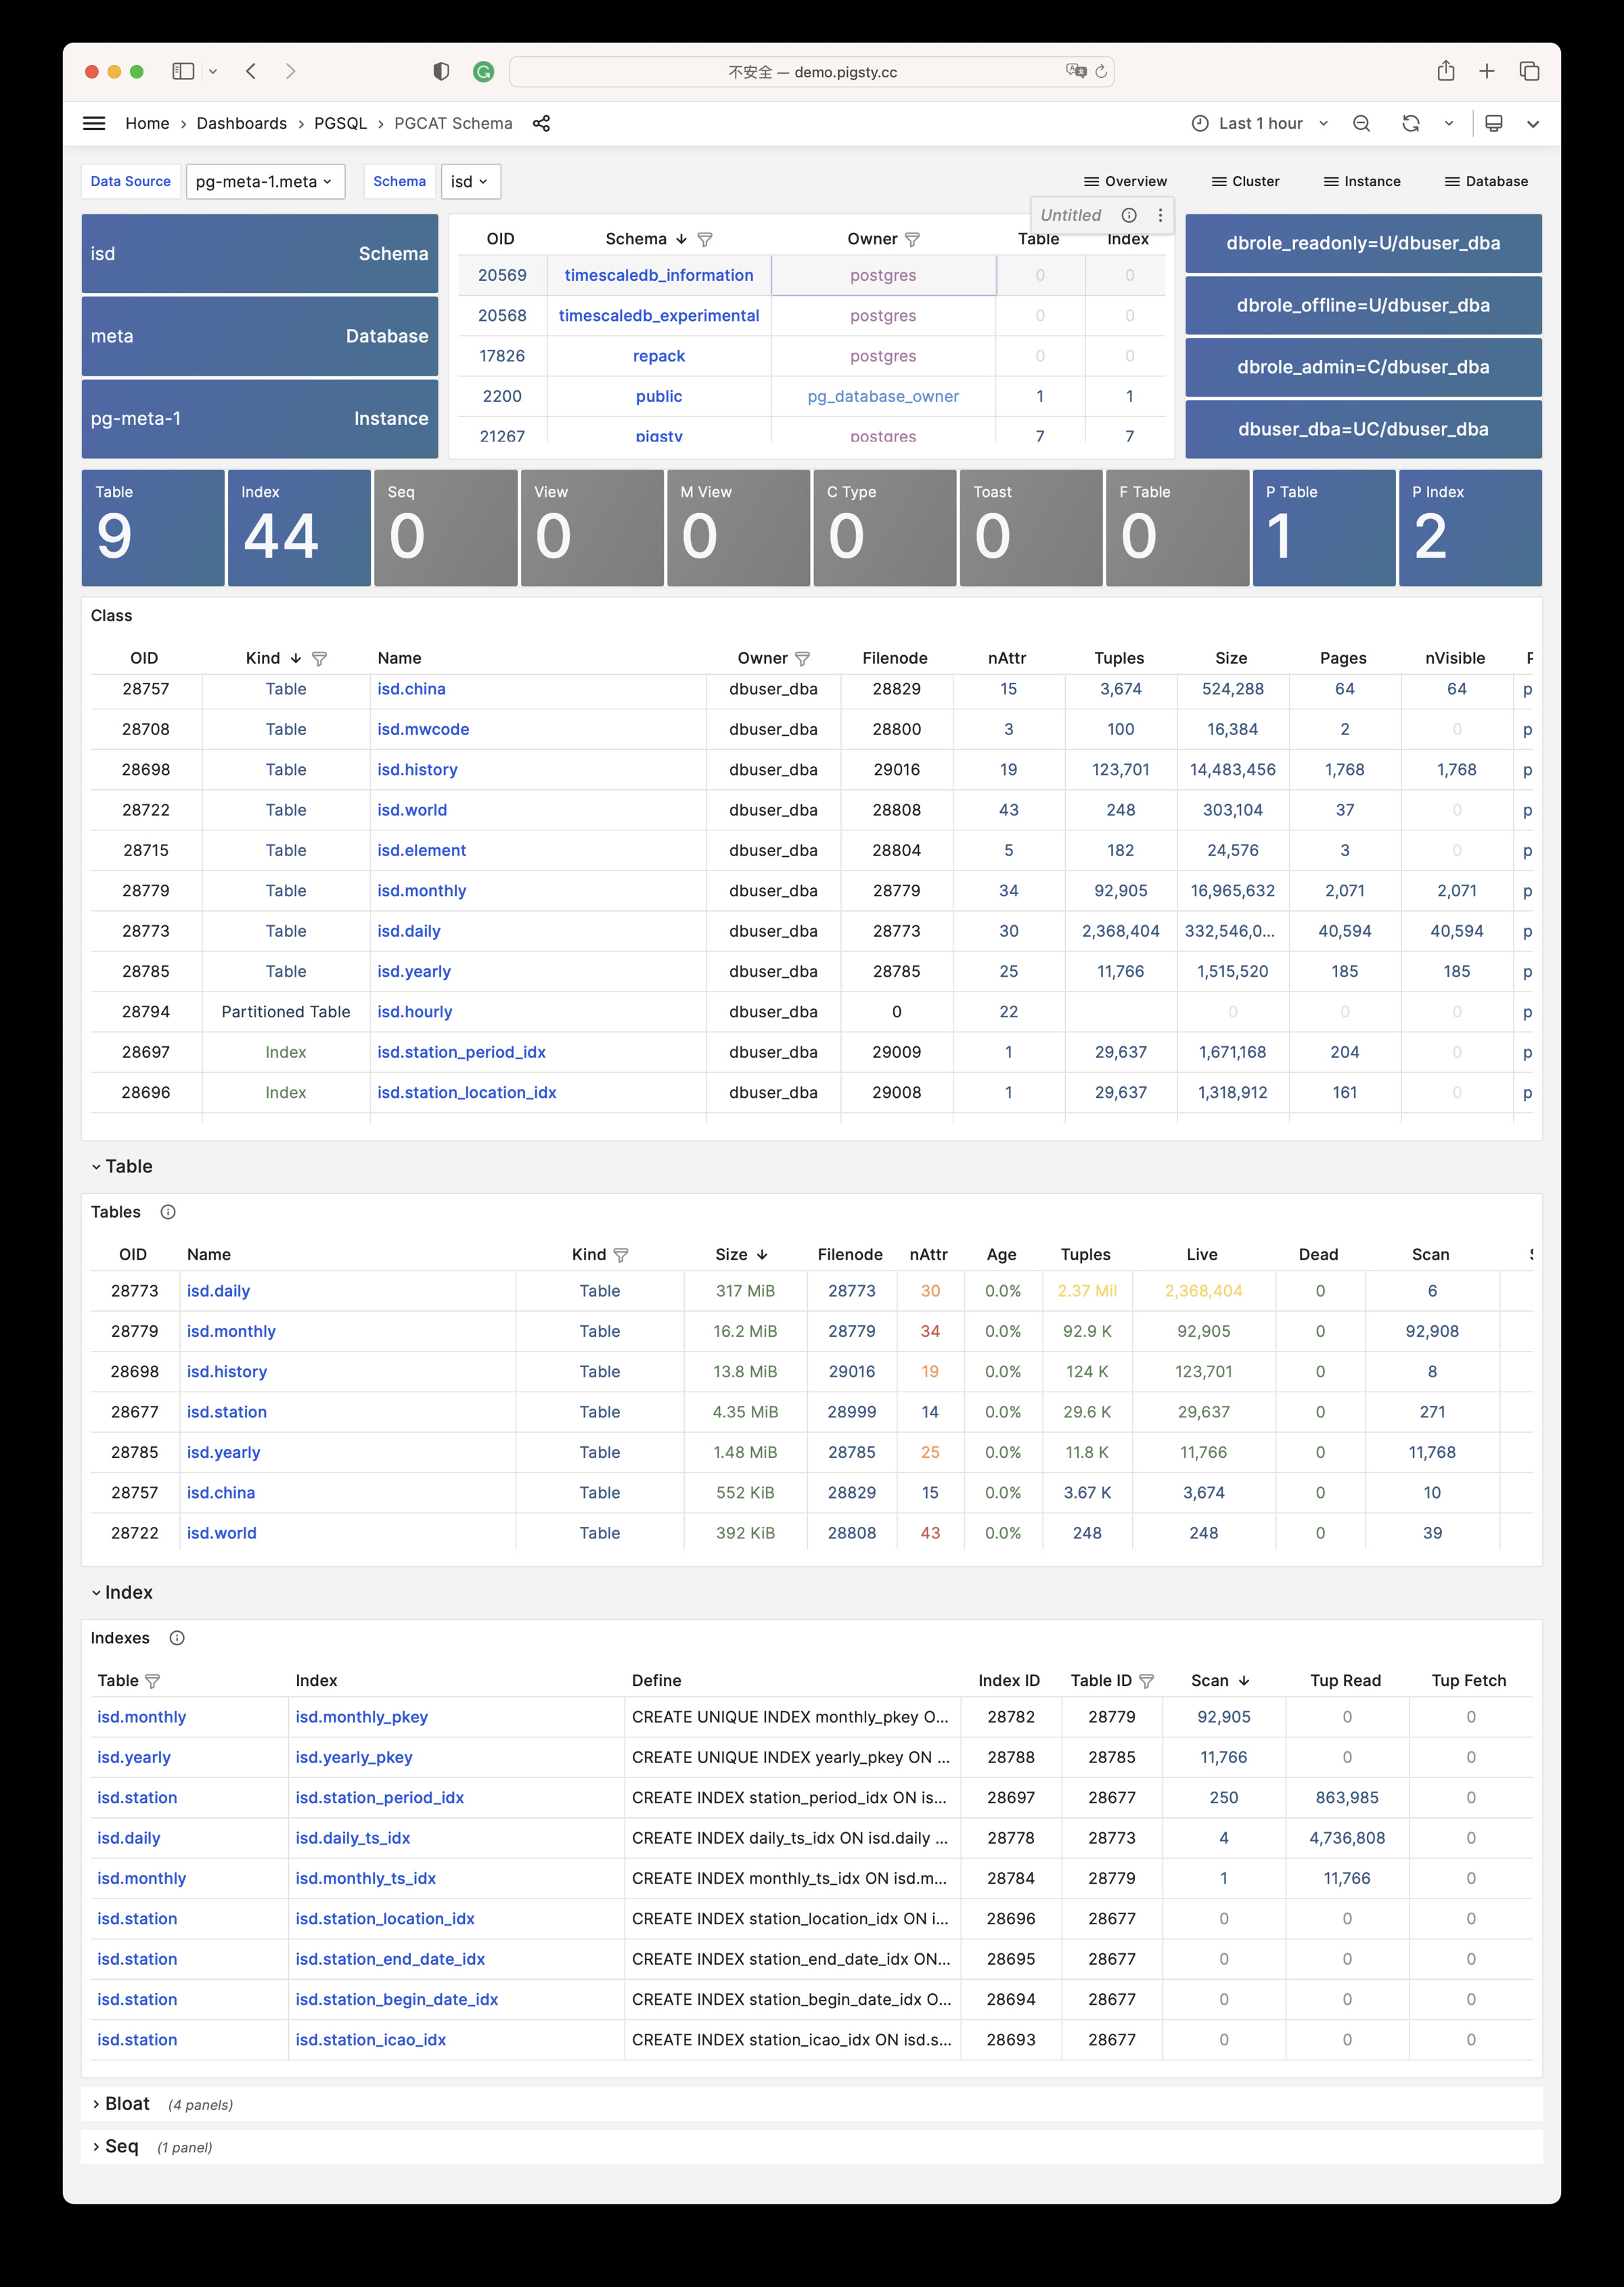 不安全 — demo.pigsty.cc
Home › Dashboards › PGSQL › PGCAT Schema Last 1 hour
Data Source pg-meta-1.meta Schema isd Overview Cluster Instance Database
Untitled
isd Schema
meta Database
pg-meta-1 Instance
OID Schema Owner Table Index
20569 timescaledb_information postgres 0 0
20568 timescaledb_experimental postgres 0 0
17826 repack postgres 0 0
2200 public pg_database_owner 1 1
21267 pigsty postgres 7 7
dbrole_readonly=U/dbuser_dba
dbrole_offline=U/dbuser_dba
dbrole_admin=C/dbuser_dba
dbuser_dba=UC/dbuser_dba
Table Index Seq View M View C Type Toast F Table P Table P Index
9 44 0 0 0 0 0 0 1 2
Class
OID Kind Name Owner Filenode nAttr Tuples Size Pages nVisible P
28757 Table isd.china dbuser_dba 28829 15 3,674 524,288 64 64 p
28708 Table isd.mwcode dbuser_dba 28800 3 100 16,384 2 0 p
28698 Table isd.history dbuser_dba 29016 19 123,701 14,483,456 1,768 1,768 p
28722 Table isd.world dbuser_dba 28808 43 248 303,104 37 0 p
28715 Table isd.element dbuser_dba 28804 5 182 24,576 3 0 p
28779 Table isd.monthly dbuser_dba 28779 34 92,905 16,965,632 2,071 2,071 p
28773 Table isd.daily dbuser_dba 28773 30 2,368,404 332,546,0... 40,594 40,594 p
28785 Table isd.yearly dbuser_dba 28785 25 11,766 1,515,520 185 185 p
28794 Partitioned Table isd.hourly dbuser_dba 0 22 0 0 0 p
28697 Index isd.station_period_idx dbuser_dba 29009 1 29,637 1,671,168 204 0 p
28696 Index isd.station_location_idx dbuser_dba 29008 1 29,637 1,318,912 161 0 p
Table
Tables
OID Name Kind Size Filenode nAttr Age Tuples Live Dead Scan
28773 isd.daily Table 317 MiB 28773 30 0.0% 2.37 Mil 2,368,404 0 6
28779 isd.monthly Table 16.2 MiB 28779 34 0.0% 92.9 K 92,905 0 92,908
28698 isd.history Table 13.8 MiB 29016 19 0.0% 124 K 123,701 0 8
28677 isd.station Table 4.35 MiB 28999 14 0.0% 29.6 K 29,637 0 271
28785 isd.yearly Table 1.48 MiB 28785 25 0.0% 11.8 K 11,766 0 11,768
28757 isd.china Table 552 KiB 28829 15 0.0% 3.67 K 3,674 0 10
28722 isd.world Table 392 KiB 28808 43 0.0% 248 248 0 39
Index
Indexes
Table Index Define Index ID Table ID Scan Tup Read Tup Fetch
isd.monthly isd.monthly_pkey CREATE UNIQUE INDEX monthly_pkey O... 28782 28779 92,905 0 0
isd.yearly isd.yearly_pkey CREATE UNIQUE INDEX yearly_pkey ON ... 28788 28785 11,766 0 0
isd.station isd.station_period_idx CREATE INDEX station_period_idx ON is... 28697 28677 250 863,985 0
isd.daily isd.daily_ts_idx CREATE INDEX daily_ts_idx ON isd.daily ... 28778 28773 4 4,736,808 0
isd.monthly isd.monthly_ts_idx CREATE INDEX monthly_ts_idx ON isd.m... 28784 28779 1 11,766 0
isd.station isd.station_location_idx CREATE INDEX station_location_idx ON i... 28696 28677 0 0 0
isd.station isd.station_end_date_idx CREATE INDEX station_end_date_idx ON... 28695 28677 0 0 0
isd.station isd.station_begin_date_idx CREATE INDEX station_begin_date_idx O... 28694 28677 0 0 0
isd.station isd.station_icao_idx CREATE INDEX station_icao_idx ON isd.s... 28693 28677 0 0 0
Bloat (4 panels)
Seq (1 panel)